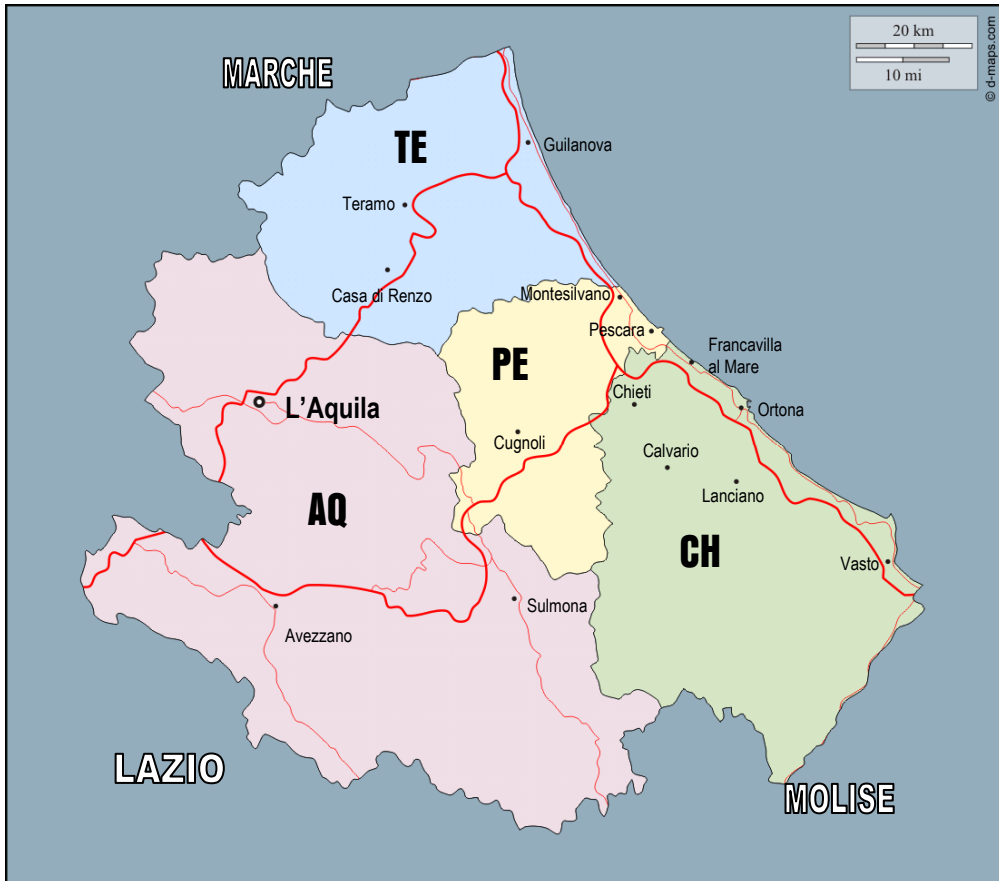 20 km
10 mi
© d-maps.com
MARCHE
TE
Guilanova
Teramo
Casa di Renzo
Montesilvano
Pescara
PE
Francavilla
al Mare
Chieti
L'Aquila
Ortona
Cugnoli
Calvario
Lanciano
AQ
CH
Vasto
Sulmona
Avezzano
LAZIO
MOLISE